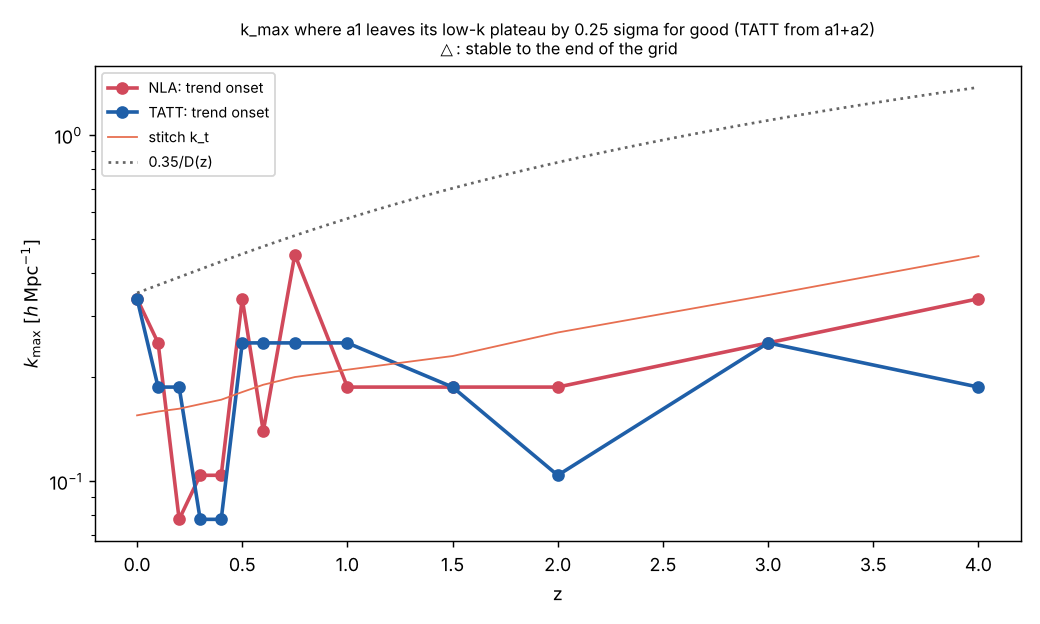 k_max where a1 leaves its low-k plateau by 0.25 sigma for good (TATT from a1+a2)
△ : stable to the end of the grid
NLA: trend onset
TATT: trend onset
stitch k_t
0.35/D(z)
10⁰
10⁻¹
k_max [h Mpc⁻¹]
0.0 0.5 1.0 1.5 2.0 2.5 3.0 3.5 4.0
z